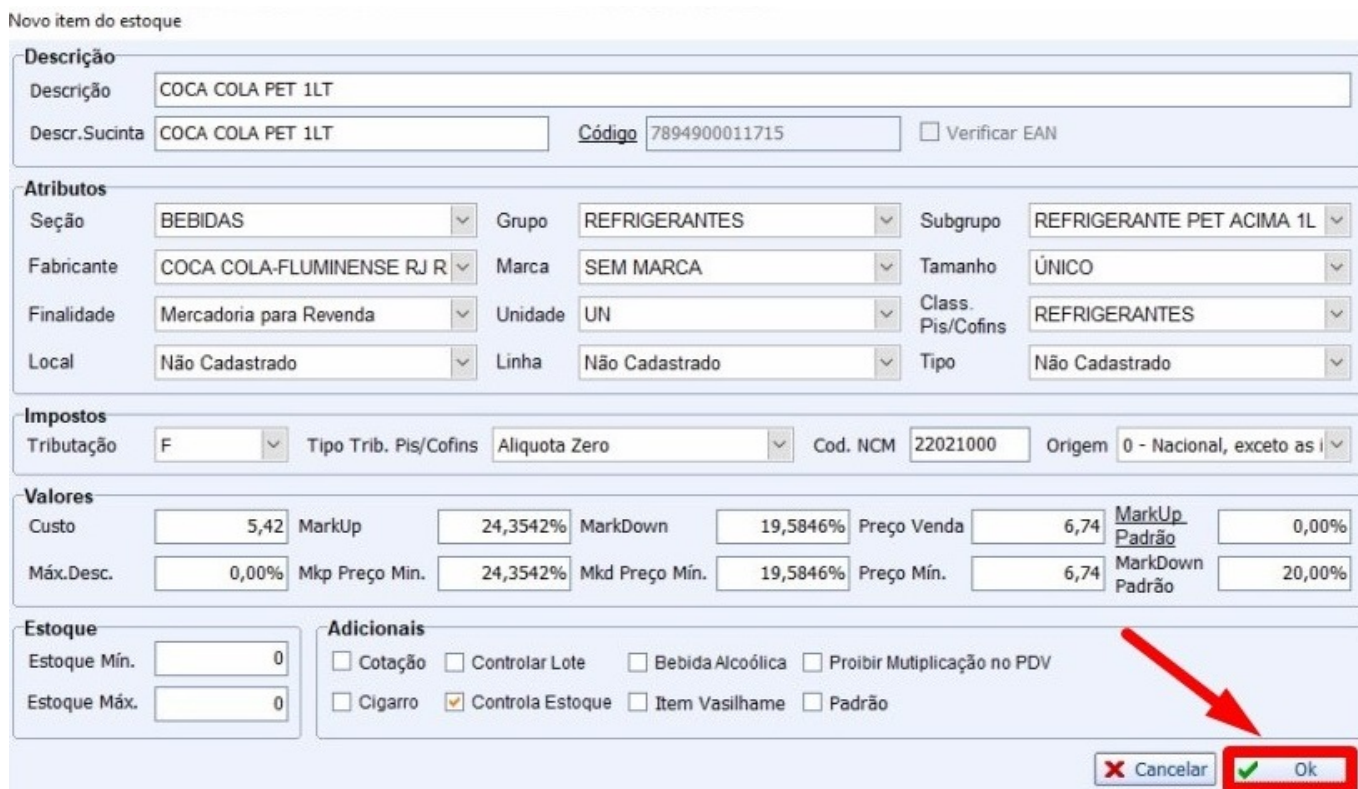 Novo item do estoque
Descrição
Descrição COCA COLA PET 1LT
Descr.Sucinta COCA COLA PET 1LT Código 7894900011715 Verificar EAN
Atributos
Seção BEBIDAS Grupo REFRIGERANTES Subgrupo REFRIGERANTE PET ACIMA 1L
Fabricante COCA COLA-FLUMINENSE RJ R Marca SEM MARCA Tamanho ÚNICO
Finalidade Mercadoria para Revenda Unidade UN Class. Pis/Cofins REFRIGERANTES
Local Não Cadastrado Linha Não Cadastrado Tipo Não Cadastrado
Impostos
Tributação F Tipo Trib. Pis/Cofins Aliquota Zero Cod. NCM 22021000 Origem 0 - Nacional, exceto as i
Valores
Custo 5,42 MarkUp 24,3542% MarkDown 19,5846% Preço Venda 6,74 MarkUp Padrão 0,00%
Máx.Desc. 0,00% Mkp Preço Min. 24,3542% Mkd Preço Mín. 19,5846% Preço Mín. 6,74 MarkDown Padrão 20,00%
Estoque Adicionais
Estoque Mín. 0 Cotação Controlar Lote Bebida Alcoólica Proibir Mutiplicação no PDV
Estoque Máx. 0 Cigarro Controla Estoque Item Vasilhame Padrão
Cancelar Ok